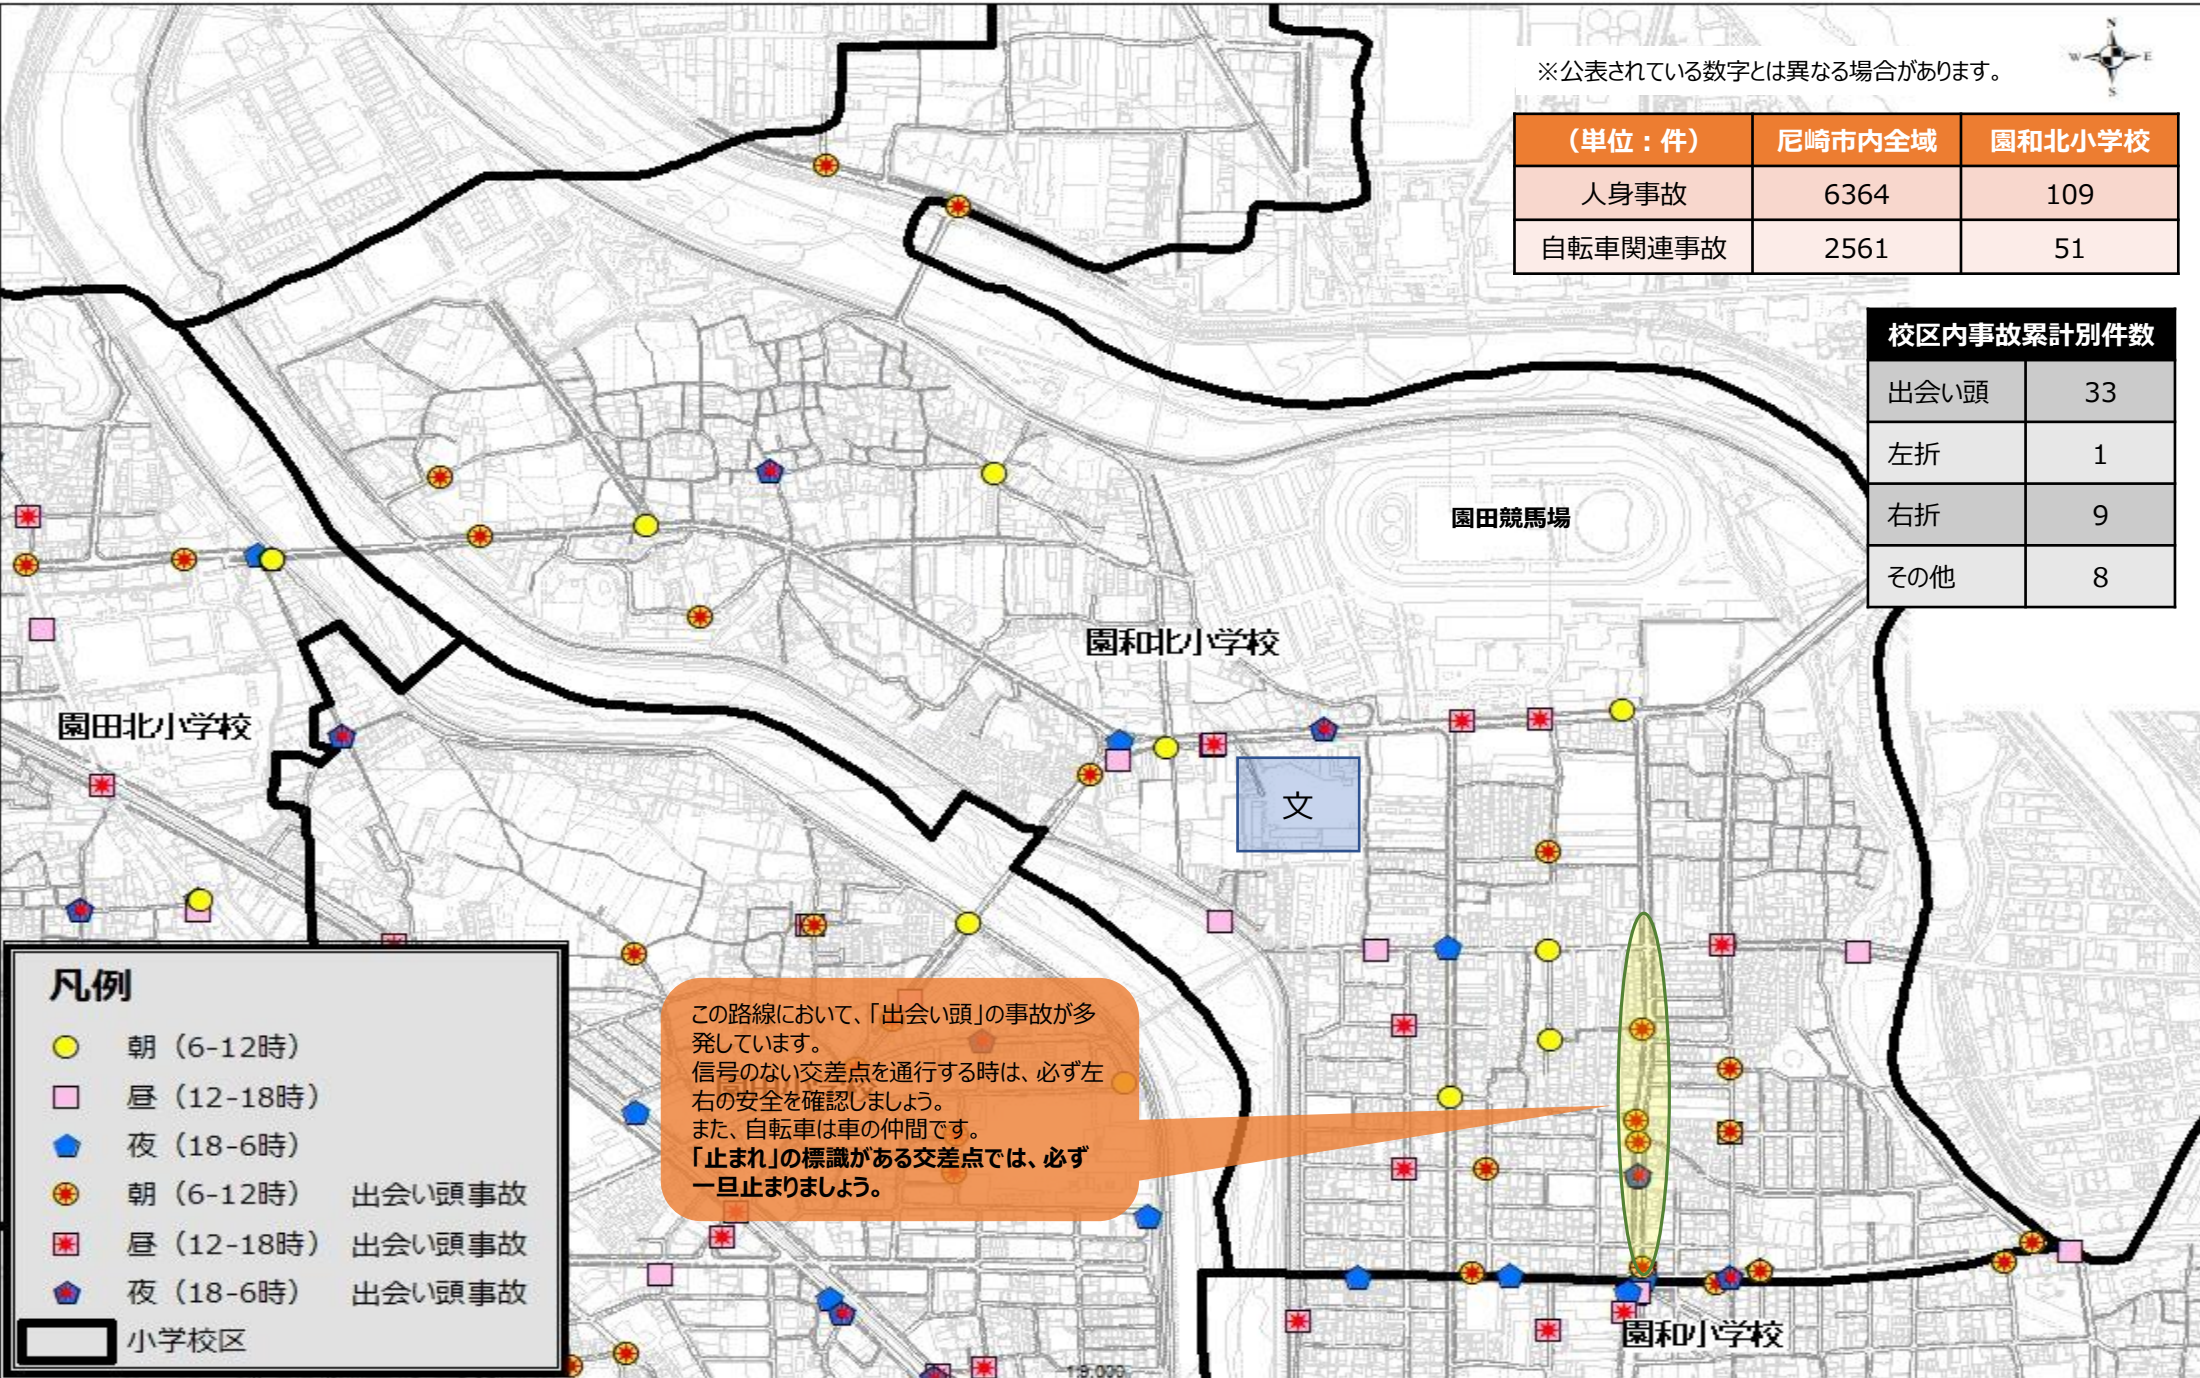 N
W E
S
※公表されている数字とは異なる場合があります。
（単位：件） 尼崎市内全域 園和北小学校
人身事故 6364 109
自転車関連事故 2561 51
校区内事故累計別件数
出会い頭 33
左折 1
右折 9
その他 8
園田競馬場
園和北小学校
園田北小学校
文
この路線において、「出会い頭」の事故が多
発しています。
信号のない交差点を通行する時は、必ず左
右の安全を確認しましょう。
また、自転車は車の仲間です。
「止まれ」の標識がある交差点では、必ず
一旦止まりましょう。
園田小学校
凡例
朝（6-12時）
昼（12-18時）
夜（18-6時）
朝（6-12時） 出会い頭事故
昼（12-18時） 出会い頭事故
夜（18-6時） 出会い頭事故
小学校区
園和小学校
1:9,000